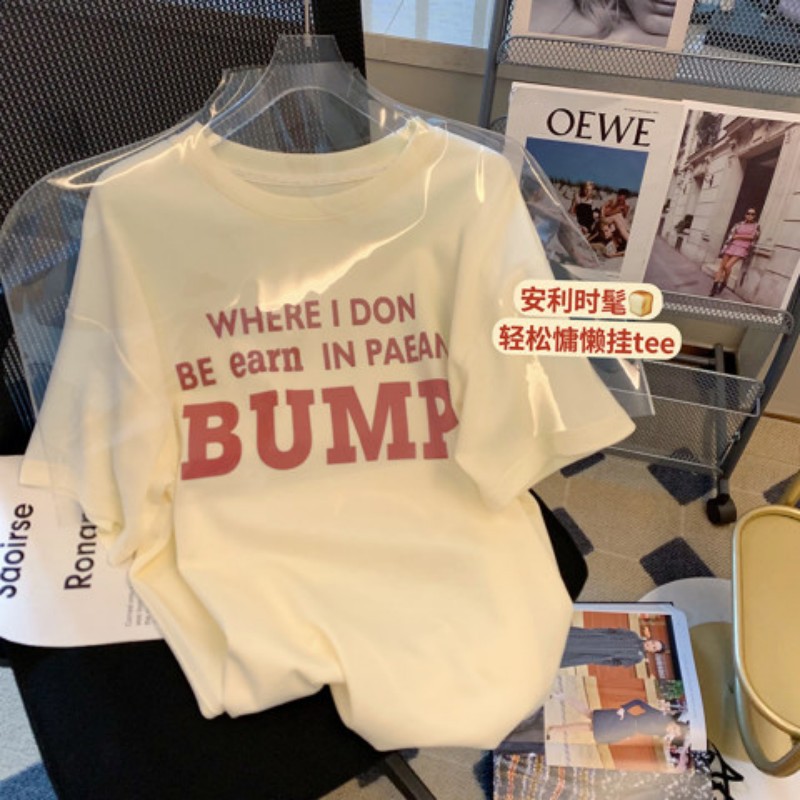 OEWE
安利时髦
轻松慵懒挂tee
WHERE I DON
BE earn IN PAEAN
BUMP
Saoirse
Ronan